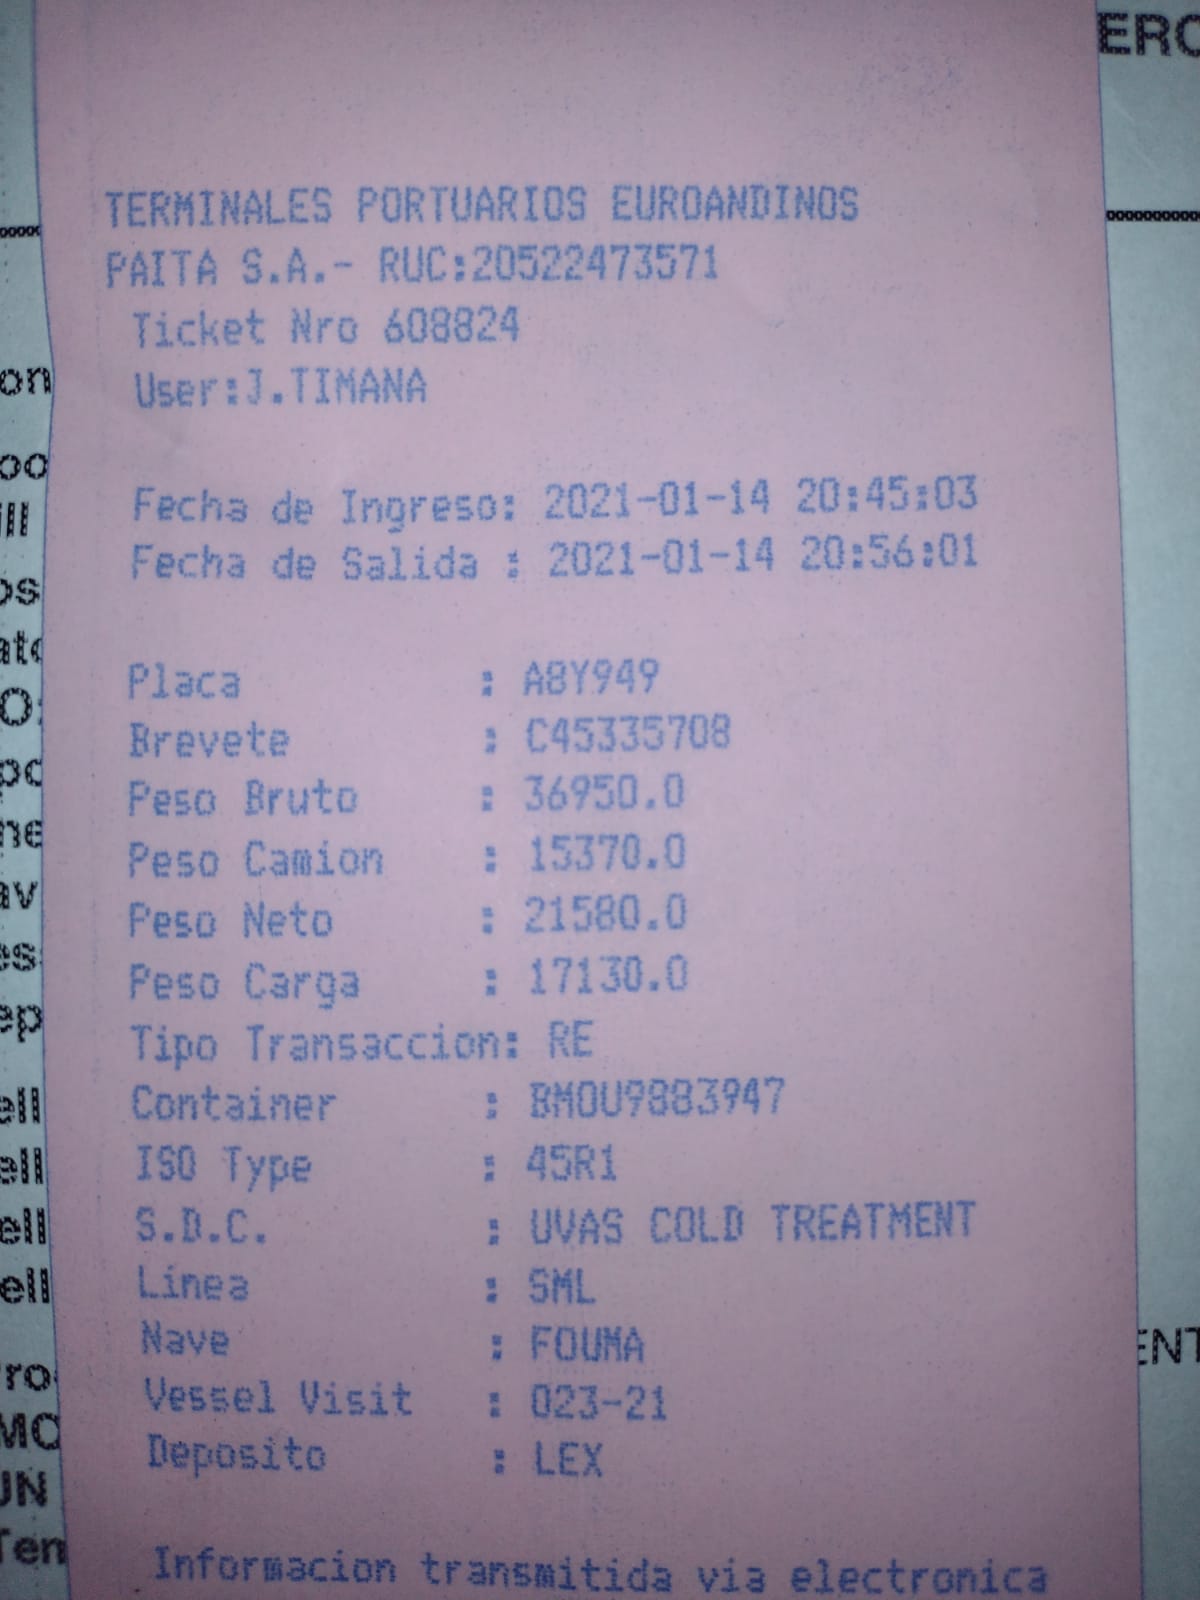 ERC
TERMINALES PORTUARIOS EUROANDINOS
PAITA S.A.- RUC:20522473571
Ticket Nro 608824
User:J.TIMANA
Fecha de Ingreso: 2021-01-14 20:45:03
Fecha de Salida : 2021-01-14 20:56:01
Placa : A8Y949
Brevete : C45335708
Peso Bruto : 36950.0
Peso Camion : 15370.0
Peso Neto : 21580.0
Peso Carga : 17130.0
Tipo Transaccion: RE
Container : BMOU9883947
ISO Type : 45R1
S.D.C. : UVAS COLD TREATMENT
Linea : SML
Nave : FOUMA
Vessel Visit : 023-21
Deposito : LEX
Informacion transmitida via electronica